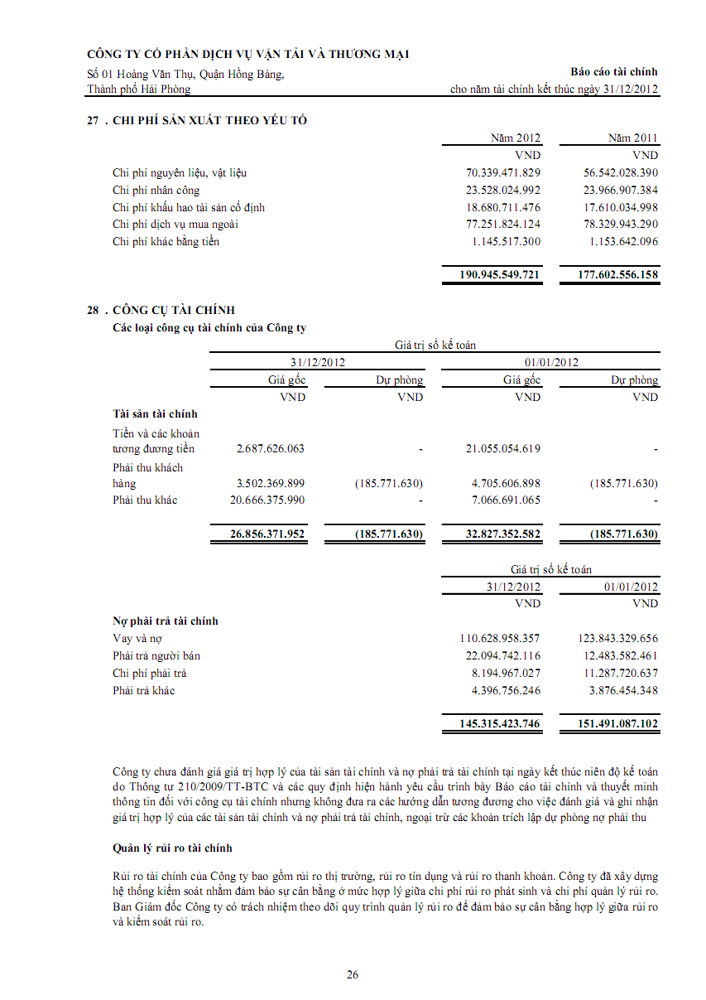 CÔNG TY CỔ PHẦN DỊCH VỤ VẬN TẢI VÀ THƯƠNG MẠI
Số 01 Hoàng Văn Thụ, Quận Hồng Bàng, Báo cáo tài chính
Thành phố Hải Phòng cho năm tài chính kết thúc ngày 31/12/2012
27 . CHI PHÍ SẢN XUẤT THEO YẾU TỐ
Năm 2012 Năm 2011
VND VND
Chi phí nguyên liệu, vật liệu 70.339.471.829 56.542.028.390
Chi phí nhân công 23.528.024.992 23.966.907.384
Chi phí khấu hao tài sản cố định 18.680.711.476 17.610.034.998
Chi phí dịch vụ mua ngoài 77.251.824.124 78.329.943.290
Chi phí khác bằng tiền 1.145.517.300 1.153.642.096
190.945.549.721 177.602.556.158
28 . CÔNG CỤ TÀI CHÍNH
Các loại công cụ tài chính của Công ty
Giá trị sổ kế toán
31/12/2012 01/01/2012
Giá gốc Dự phòng Giá gốc Dự phòng
VND VND VND VND
Tài sản tài chính
Tiền và các khoản
tương đương tiền 2.687.626.063 - 21.055.054.619 -
Phải thu khách
hàng 3.502.369.899 (185.771.630) 4.705.606.898 (185.771.630)
Phải thu khác 20.666.375.990 - 7.066.691.065 -
26.856.371.952 (185.771.630) 32.827.352.582 (185.771.630)
Giá trị sổ kế toán
31/12/2012 01/01/2012
VND VND
Nợ phải trả tài chính
Vay và nợ 110.628.958.357 123.843.329.656
Phải trả người bán 22.094.742.116 12.483.582.461
Chi phí phải trả 8.194.967.027 11.287.720.637
Phải trả khác 4.396.756.246 3.876.454.348
145.315.423.746 151.491.087.102
Công ty chưa đánh giá giá trị hợp lý của tài sản tài chính và nợ phải trả tài chính tại ngày kết thúc niên độ kế toán
do Thông tư 210/2009/TT-BTC và các quy định hiện hành yêu cầu trình bày Báo cáo tài chính và thuyết minh
thông tin đối với công cụ tài chính nhưng không đưa ra các hướng dẫn tương đương cho việc đánh giá và ghi nhận
giá trị hợp lý của các tài sản tài chính và nợ phải trả tài chính, ngoại trừ các khoản trích lập dự phòng nợ phải thu
Quản lý rủi ro tài chính
Rủi ro tài chính của Công ty bao gồm rủi ro thị trường, rủi ro tín dụng và rủi ro thanh khoản. Công ty đã xây dựng
hệ thống kiểm soát nhằm đảm bảo sự cân bằng ở mức hợp lý giữa chi phí rủi ro phát sinh và chi phí quản lý rủi ro.
Ban Giám đốc Công ty có trách nhiệm theo dõi quy trình quản lý rủi ro để đảm bảo sự cân bằng hợp lý giữa rủi ro
và kiểm soát rủi ro.
26